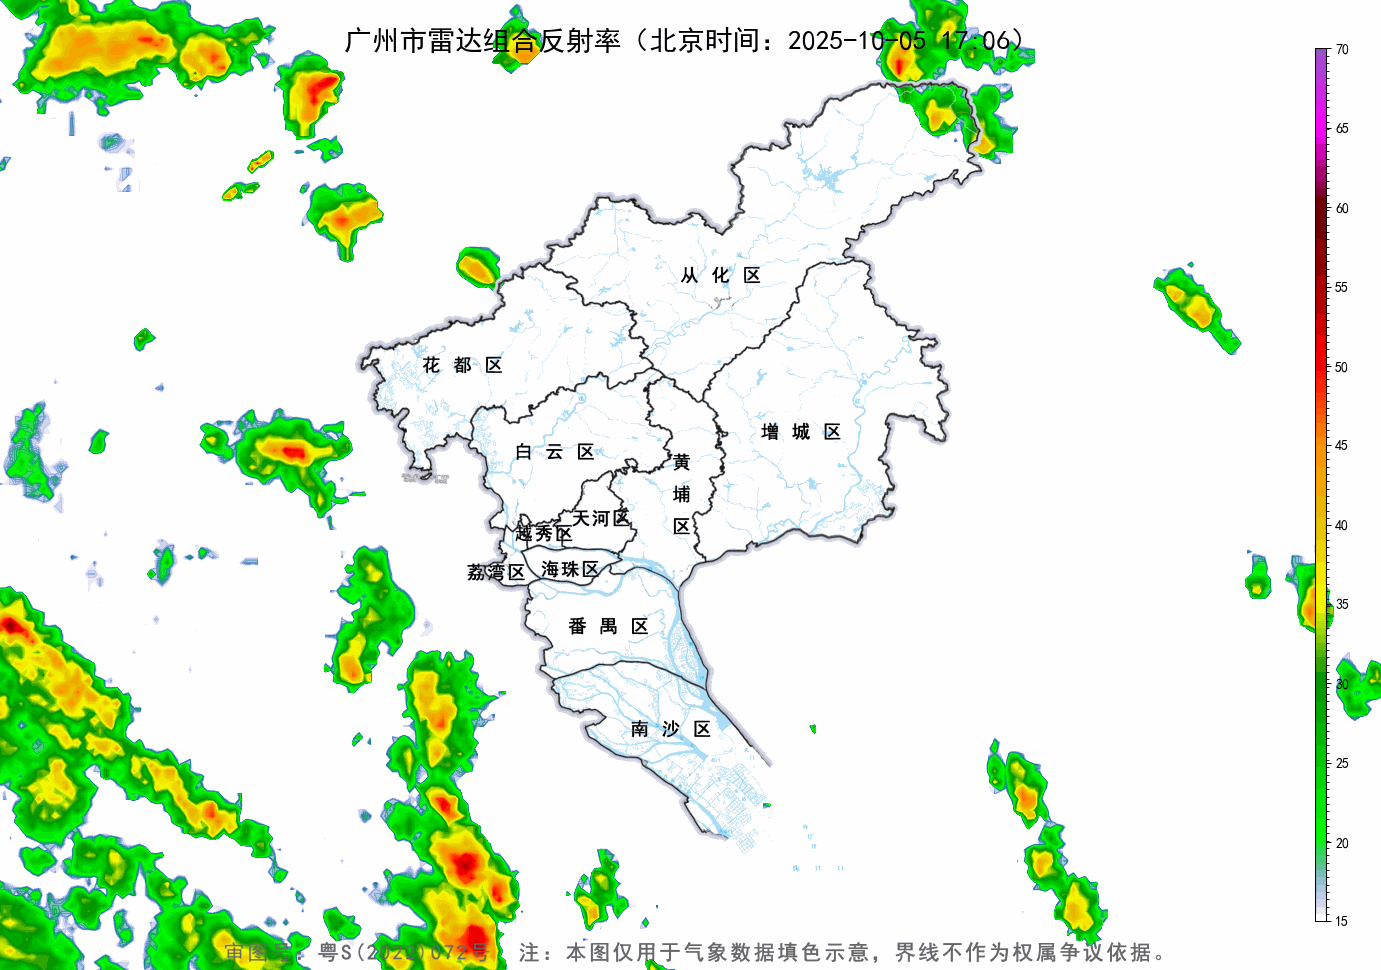 广州市雷达组合反射率（北京时间：2025-10-05 17:06）
70
65
60
55
50
45
40
35
30
25
20
15
从化区
花都区
增城区
白云区
黄埔区
天河区
越秀区
荔湾区
海珠区
番禺区
南沙区
审图号：粤S(2020)072号 注：本图仅用于气象数据填色示意，界线不作为权属争议依据。